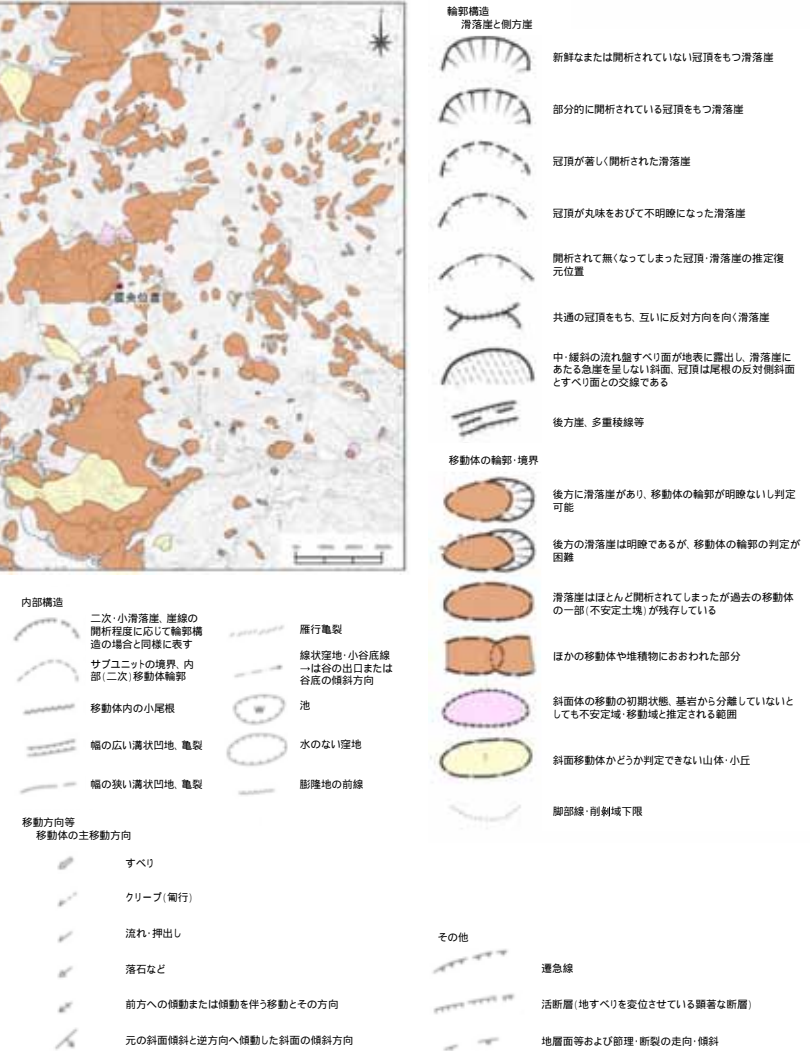 震央位置
輪郭構造
滑落崖と側方崖
新鮮なまたは開析されていない冠頂をもつ滑落崖
部分的に開析されている冠頂をもつ滑落崖
冠頂が著しく開析された滑落崖
冠頂が丸味をおびて不明瞭になった滑落崖
開析されて無くなってしまった冠頂・滑落崖の推定復
元位置
共通の冠頂をもち、互いに反対方向を向く滑落崖
中・緩斜の流れ盤すべり面が地表に露出し、滑落崖に
あたる急崖を呈しない斜面、冠頂は尾根の反対側斜面
とすべり面との交線である
後方崖、多重稜線等
移動体の輪郭・境界
後方に滑落崖があり、移動体の輪郭が明瞭ないし判定
可能
後方の滑落崖は明瞭であるが、移動体の輪郭の判定が
困難
滑落崖はほとんど開析されてしまったが過去の移動体
の一部(不安定土塊)が残存している
ほかの移動体や堆積物におおわれた部分
斜面体の移動の初期状態、基岩から分離していないと
しても不安定域・移動域と推定される範囲
斜面移動体かどうか判定できない山体・小丘
脚部線・削剥域下限
内部構造
二次・小滑落崖、崖線の
開析程度に応じて輪郭構
造の場合と同様に表す
サブユニットの境界、内
部(二次)移動体輪郭
移動体内の小尾根
幅の広い溝状凹地、亀裂
幅の狭い溝状凹地、亀裂
雁行亀裂
線状窪地・小谷底線
→は谷の出口または
谷底の傾斜方向
W
池
水のない窪地
膨隆地の前線
移動方向等
移動体の主移動方向
すべり
クリープ(匍行)
流れ・押出し
落石など
前方への傾動または傾動を伴う移動とその方向
元の斜面傾斜と逆方向へ傾動した斜面の傾斜方向
その他
遷急線
活断層(地すべりを変位させている顕著な断層)
地層面等および節理・断裂の走向・傾斜